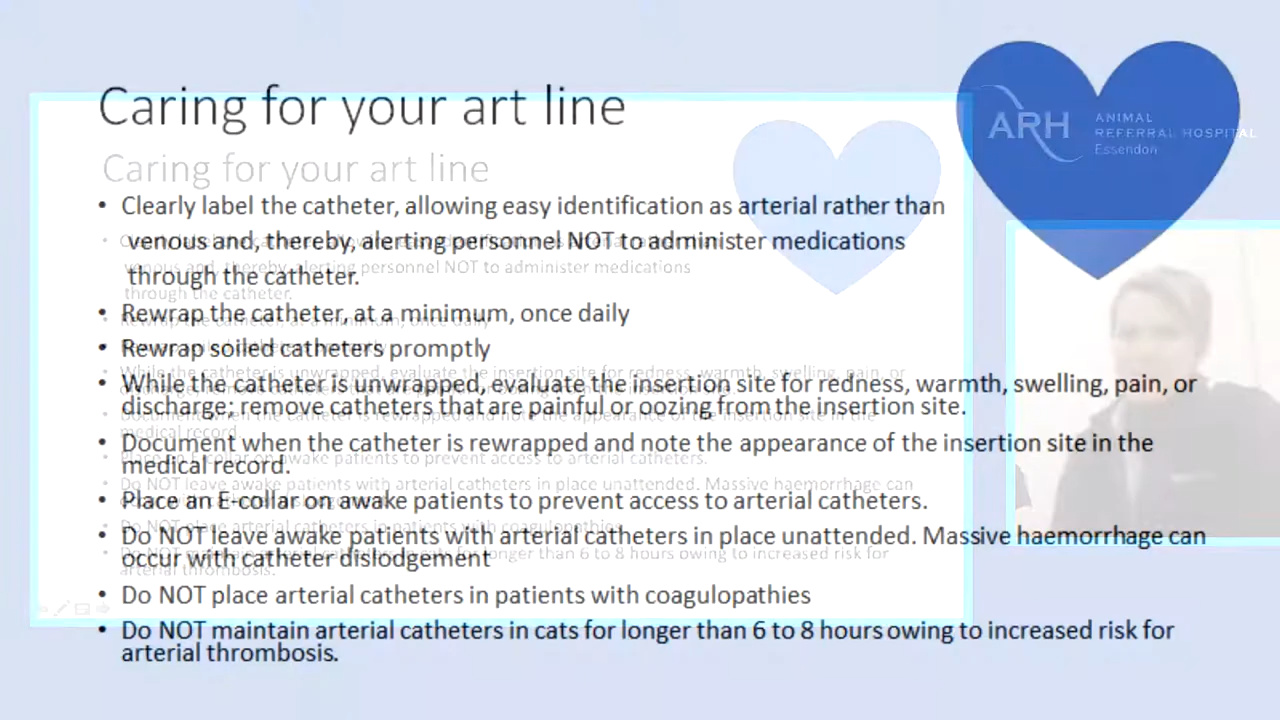 Caring for your art line
ARH ANIMAL
REFERRAL HOSPITAL
Essendon
Caring for your art line
• Clearly label the catheter, allowing easy identification as arterial rather than
venous and, thereby, alerting personnel NOT to administer medications
through the catheter.
• Rewrap the catheter, at a minimum, once daily
• Rewrap soiled catheters promptly
• While the catheter is unwrapped, evaluate the insertion site for redness, warmth, swelling, pain, or
discharge; remove catheters that are painful or oozing from the insertion site.
• Document when the catheter is rewrapped and note the appearance of the insertion site in the
medical record.
• Place an E-collar on awake patients to prevent access to arterial catheters.
• Do NOT leave awake patients with arterial catheters in place unattended. Massive haemorrhage can
occur with catheter dislodgement
• Do NOT place arterial catheters in patients with coagulopathies
• Do NOT maintain arterial catheters in cats for longer than 6 to 8 hours owing to increased risk for
arterial thrombosis.